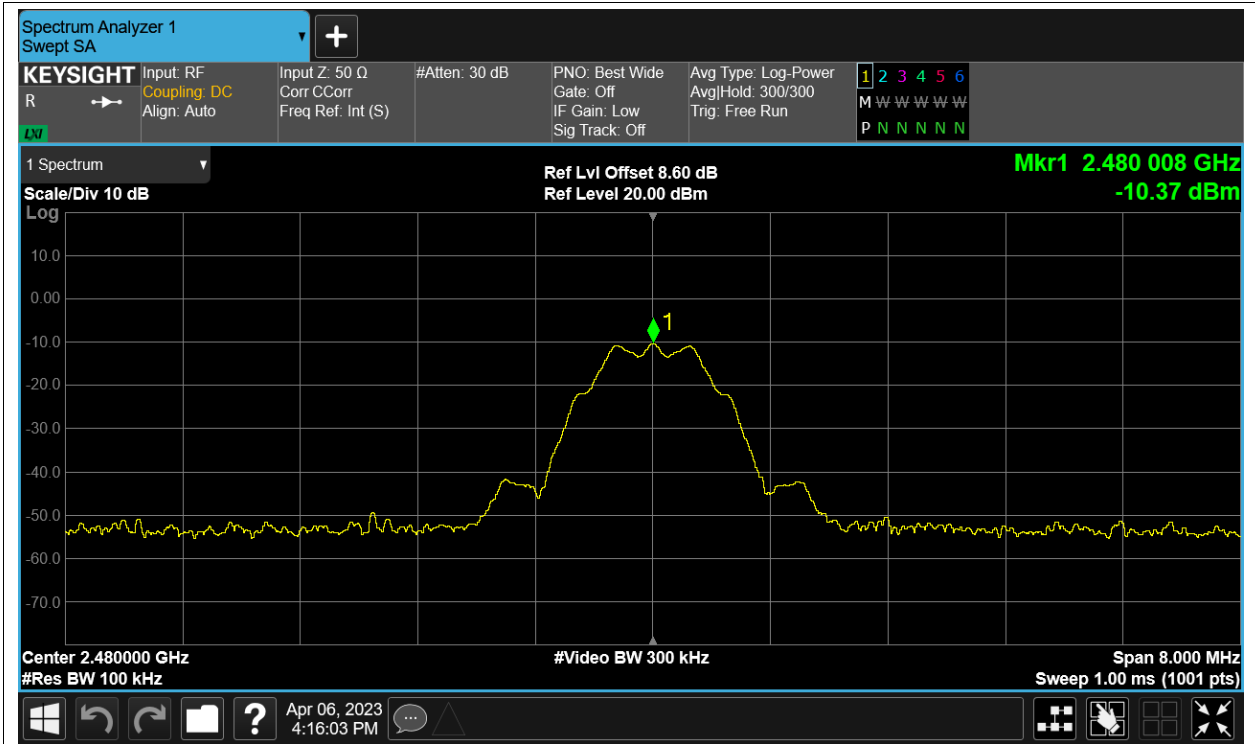 Spectrum Analyzer 1
Swept SA
KEYSIGHT
R
LXI
Input: RF
Coupling: DC
Align: Auto
Input Z: 50 Ω
Corr CCorr
Freq Ref: Int (S)
#Atten: 30 dB
PNO: Best Wide
Gate: Off
IF Gain: Low
Sig Track: Off
Avg Type: Log-Power
Avg|Hold: 300/300
Trig: Free Run
1 2 3 4 5 6
M W W W W W
P N N N N N
1 Spectrum
Scale/Div 10 dB
Log
Ref Lvl Offset 8.60 dB
Ref Level 20.00 dBm
Mkr1 2.480 008 GHz
-10.37 dBm
10.0
0.00
1
-10.0
-20.0
-30.0
-40.0
-50.0
-60.0
-70.0
Center 2.480000 GHz
#Video BW 300 kHz
Span 8.000 MHz
#Res BW 100 kHz
Sweep 1.00 ms (1001 pts)
?
Apr 06, 2023
4:16:03 PM